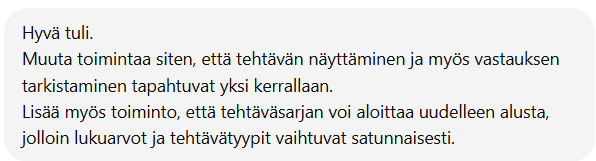 Hyvä tuli.
Muuta toimintaa siten, että tehtävän näyttäminen ja myös vastauksen
tarkistaminen tapahtuvat yksi kerrallaan.
Lisää myös toiminto, että tehtäväsarjan voi aloittaa uudelleen alusta,
jolloin lukuarvot ja tehtävätyypit vaihtuvat satunnaisesti.